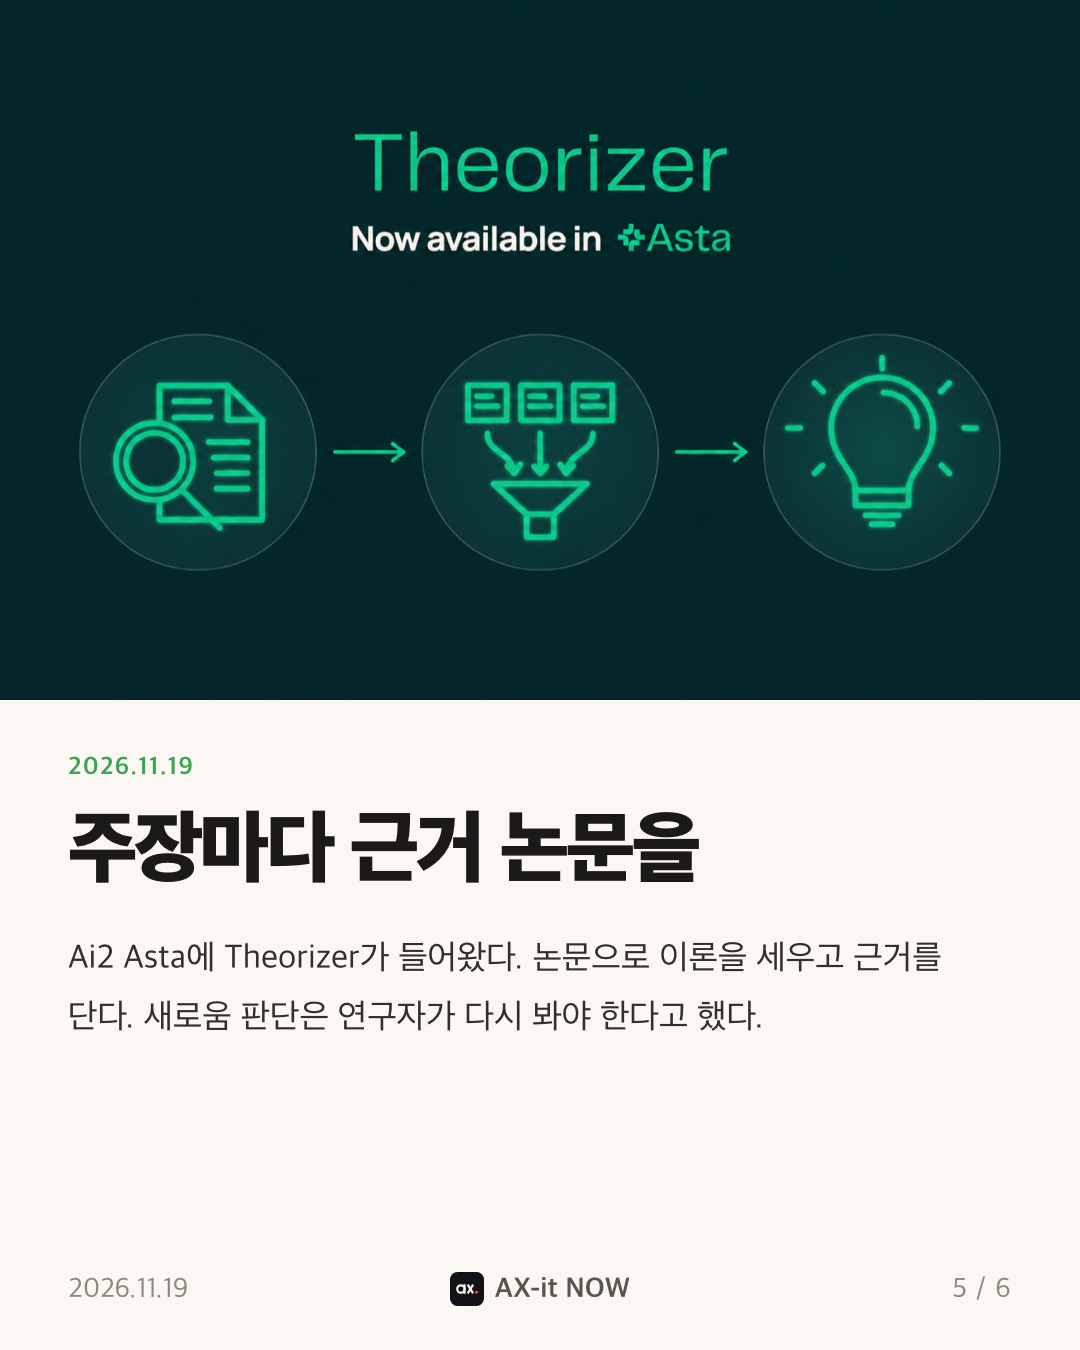 Theorizer
Now available in Asta
2026.11.19
주장마다 근거 논문을
Ai2 Asta에 Theorizer가 들어왔다. 논문으로 이론을 세우고 근거를
단다. 새로움 판단은 연구자가 다시 봐야 한다고 했다.
2026.11.19
ax. AX-it NOW
5 / 6